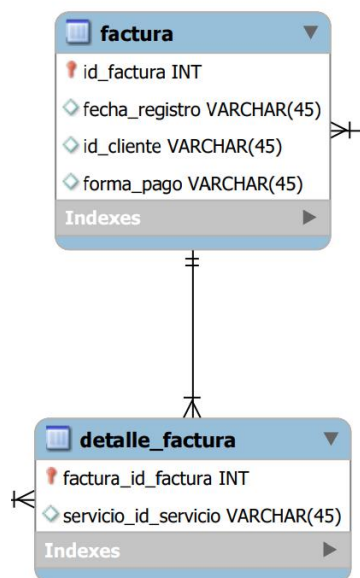 factura
id_factura INT
fecha_registro VARCHAR(45)
id_cliente VARCHAR(45)
forma_pago VARCHAR(45)
Indexes
detalle_factura
factura_id_factura INT
servicio_id_servicio VARCHAR(45)
Indexes